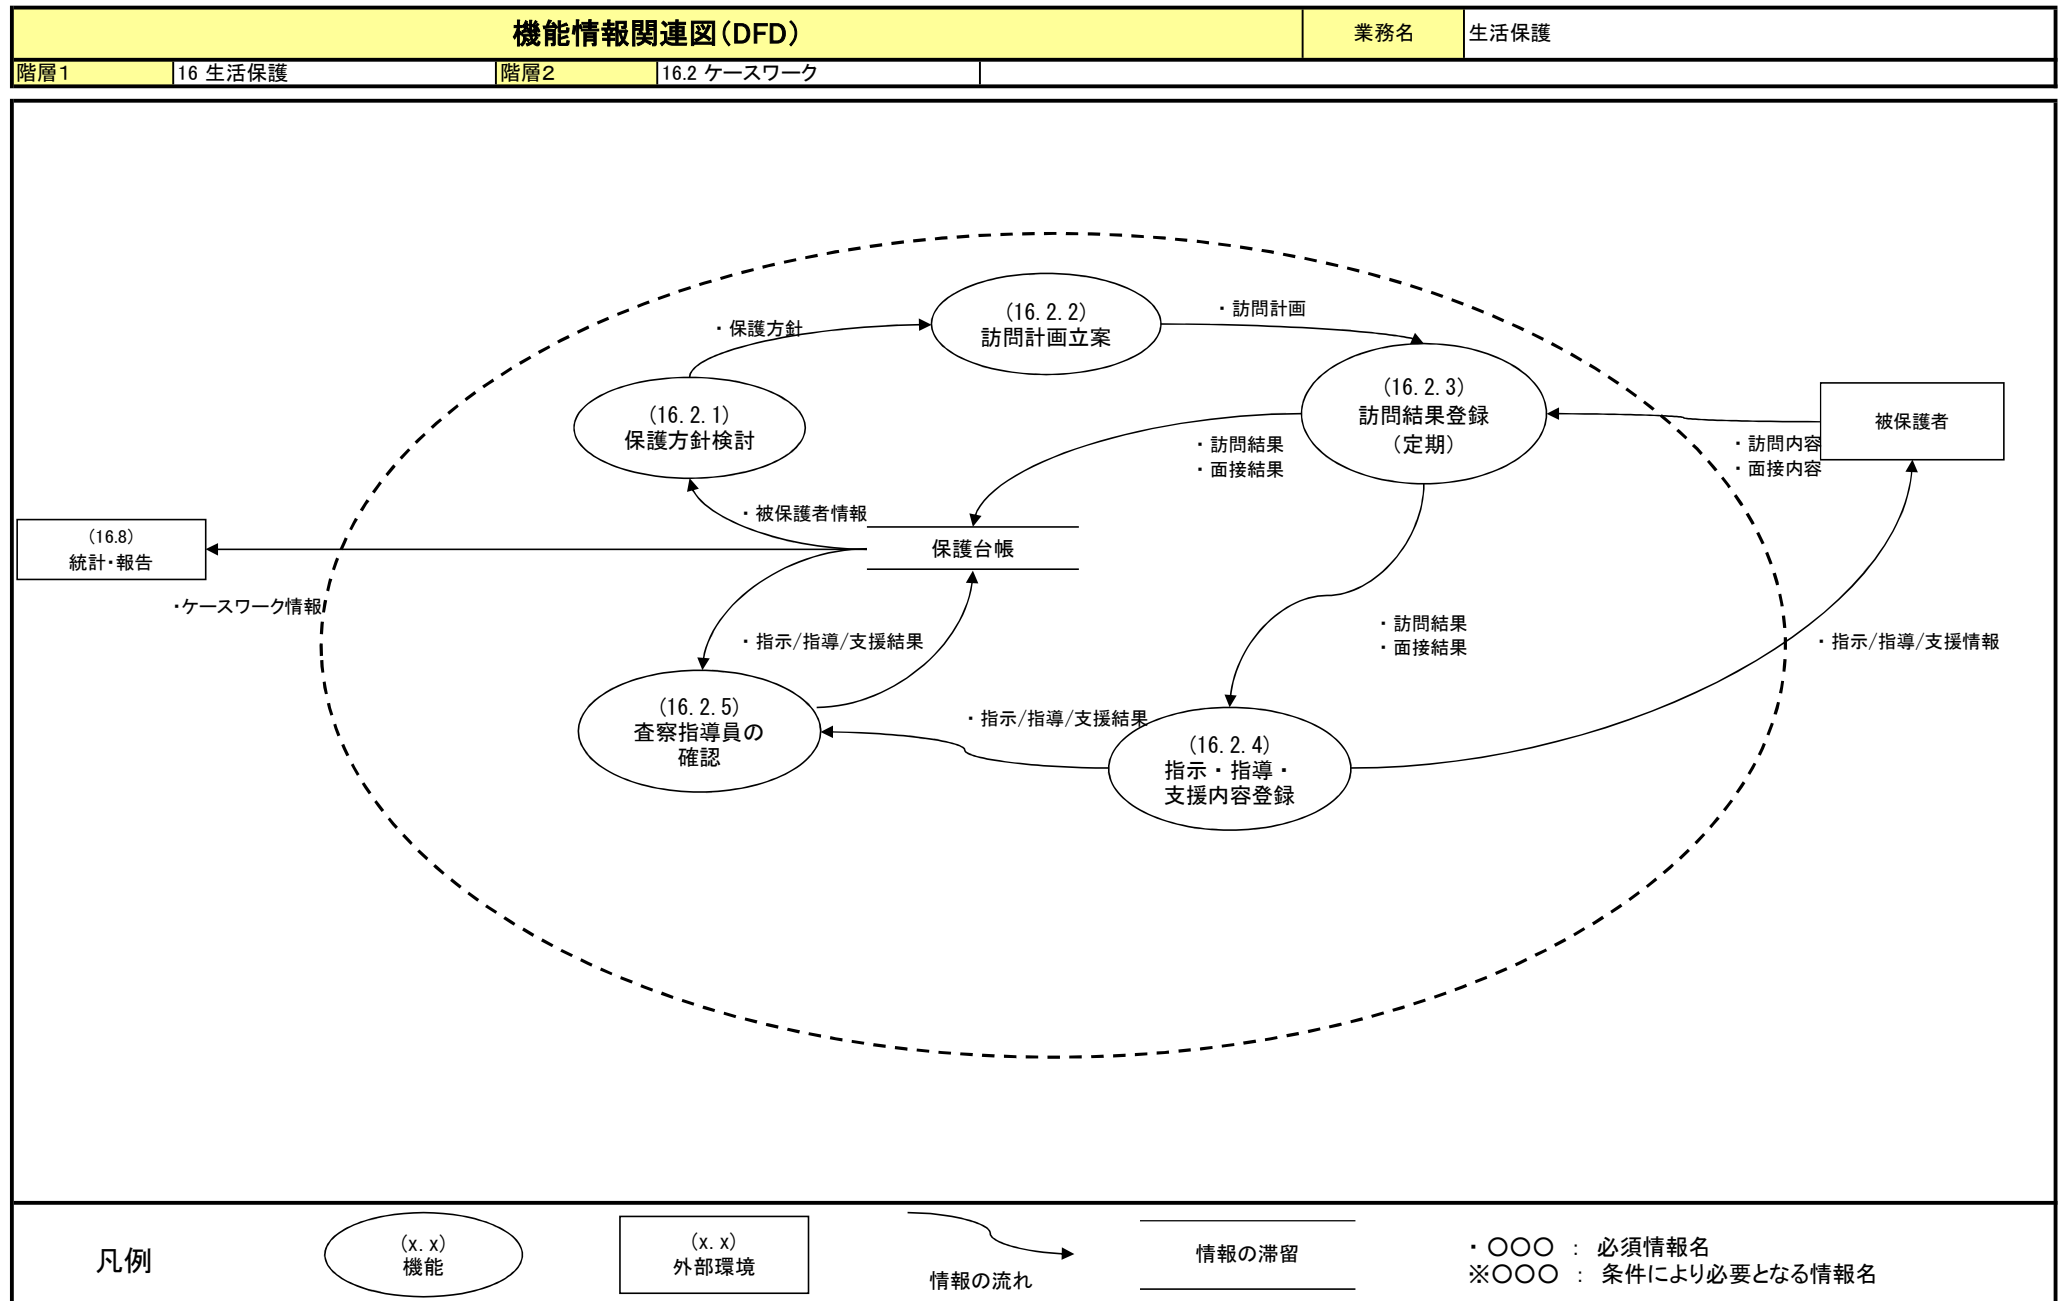 機能情報関連図(DFD)
業務名
生活保護
階層1
16 生活保護
階層2
16.2 ケースワーク
(16.2.2)
訪問計画立案
・訪問計画
・保護方針
(16.2.1)
保護方針検討
(16.2.3)
訪問結果登録
(定期)
被保護者
・訪問内容
・面接内容
・訪問結果
・面接結果
・被保護者情報
保護台帳
(16.8)
統計・報告
・ケースワーク情報
・指示/指導/支援結果
・訪問結果
・面接結果
・指示/指導/支援情報
(16.2.5)
査察指導員の
確認
・指示/指導/支援結果
(16.2.4)
指示・指導・
支援内容登録
凡例
(x.x)
機能
(x.x)
外部環境
情報の流れ
情報の滞留
・〇〇〇 : 必須情報名
※〇〇〇 : 条件により必要となる情報名